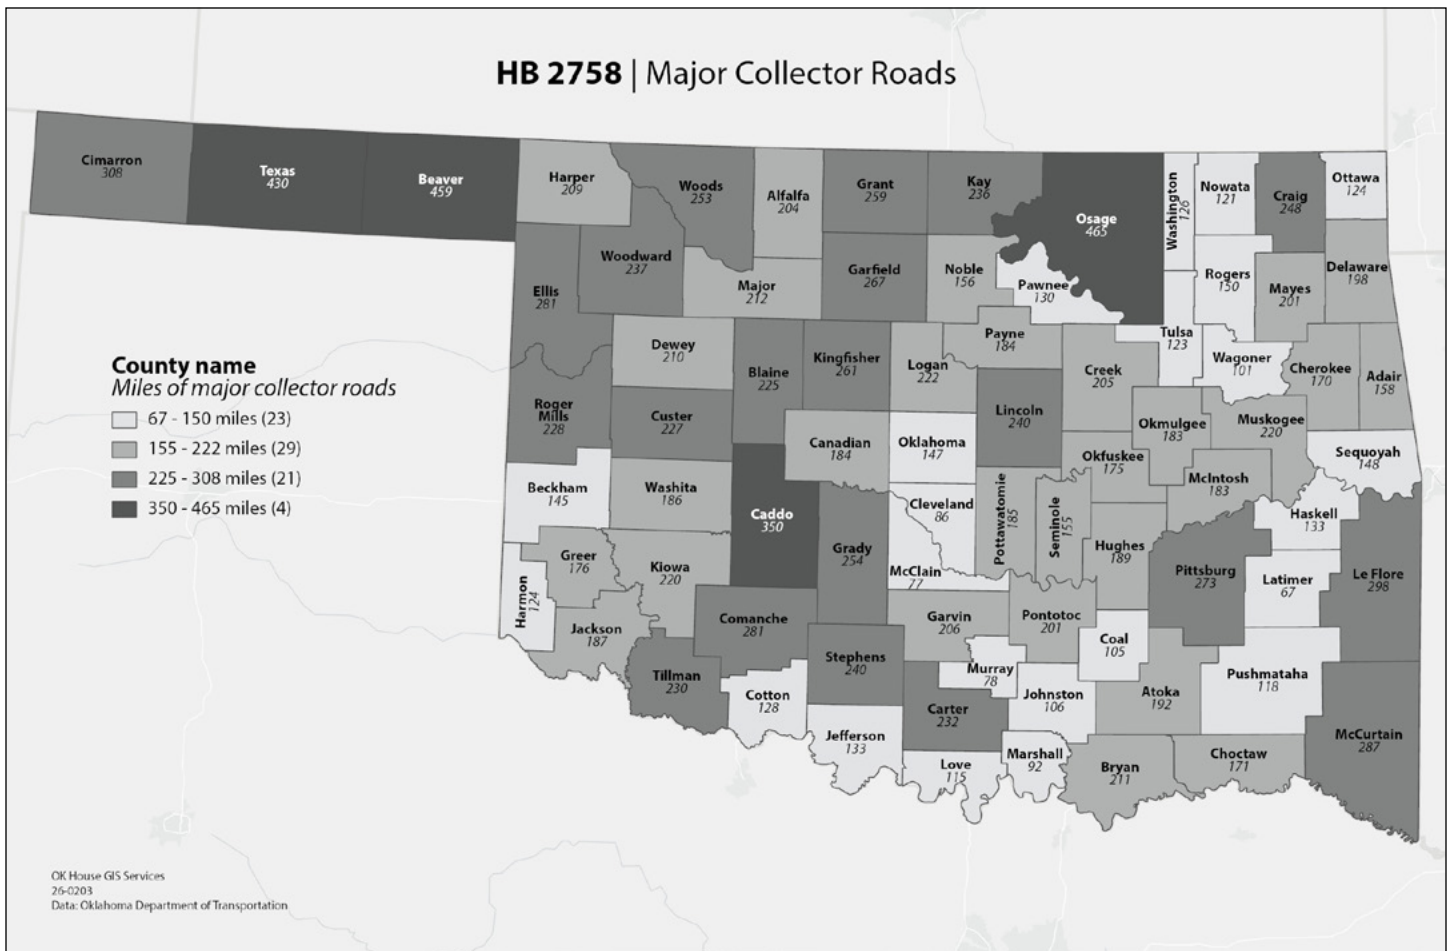 HB 2758 | Major Collector Roads
Cimarron
308
Texas
430
Beaver
459
Harper
209
Woods
253
Alfalfa
204
Grant
259
Kay
236
Osage
465
Washington
126
Nowata
121
Craig
248
Ottawa
124
Ellis
281
Woodward
237
Major
212
Garfield
267
Noble
156
Pawnee
130
Rogers
150
Mayes
201
Delaware
198
Dewey
210
Blaine
225
Kingfisher
261
Logan
222
Payne
184
Creek
205
Tulsa
123
Wagoner
101
Cherokee
170
Adair
158
County name
Miles of major collector roads
67 - 150 miles (23)
155 - 222 miles (29)
225 - 308 miles (21)
350 - 465 miles (4)
Roger
Mills
228
Custer
227
Canadian
184
Oklahoma
147
Lincoln
240
Okmulgee
183
Muskogee
220
Okfuskee
175
McIntosh
183
Sequoyah
148
Beckham
145
Washita
186
Caddo
350
Grady
254
Cleveland
86
Pottawatomie
185
Seminole
155
Hughes
189
Pittsburg
273
Haskell
133
Latimer
67
Le Flore
298
Harmon
124
Greer
176
Kiowa
220
McClain
77
Jackson
187
Comanche
281
Garvin
206
Pontotoc
201
Coal
105
Tillman
230
Cotton
128
Stephens
240
Murray
78
Carter
232
Johnston
106
Atoka
192
Pushmataha
118
McCurtain
287
Jefferson
133
Love
115
Marshall
92
Bryan
211
Choctaw
171
OK House GIS Services
26-0203
Data: Oklahoma Department of Transportation